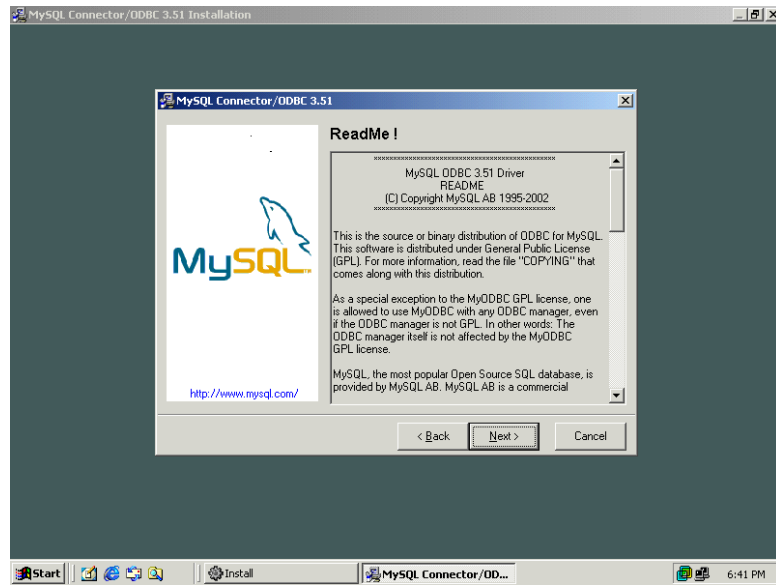 MySQL Connector/ODBC 3.51 Installation
MySQL Connector/ODBC 3.51
ReadMe !
MySQL ODBC 3.51 Driver
README
(C) Copyright MySQL AB 1995-2002
This is the source or binary distribution of ODBC for MySQL.
This software is distributed under General Public License
(GPL). For more information, read the file "COPYING" that
comes along with this distribution.
As a special exception to the MyODBC GPL license, one
is allowed to use MyODBC with any ODBC manager, even
if the ODBC manager is not GPL. In other words: The
ODBC manager itself is not affected by the MyODBC
GPL license.
MySQL, the most popular Open Source SQL database, is
provided by MySQL AB. MySQL AB is a commercial
MySQL
http://www.mysql.com/
< Back
Next >
Cancel
Start
Install
MySQL Connector/OD...
6:41 PM